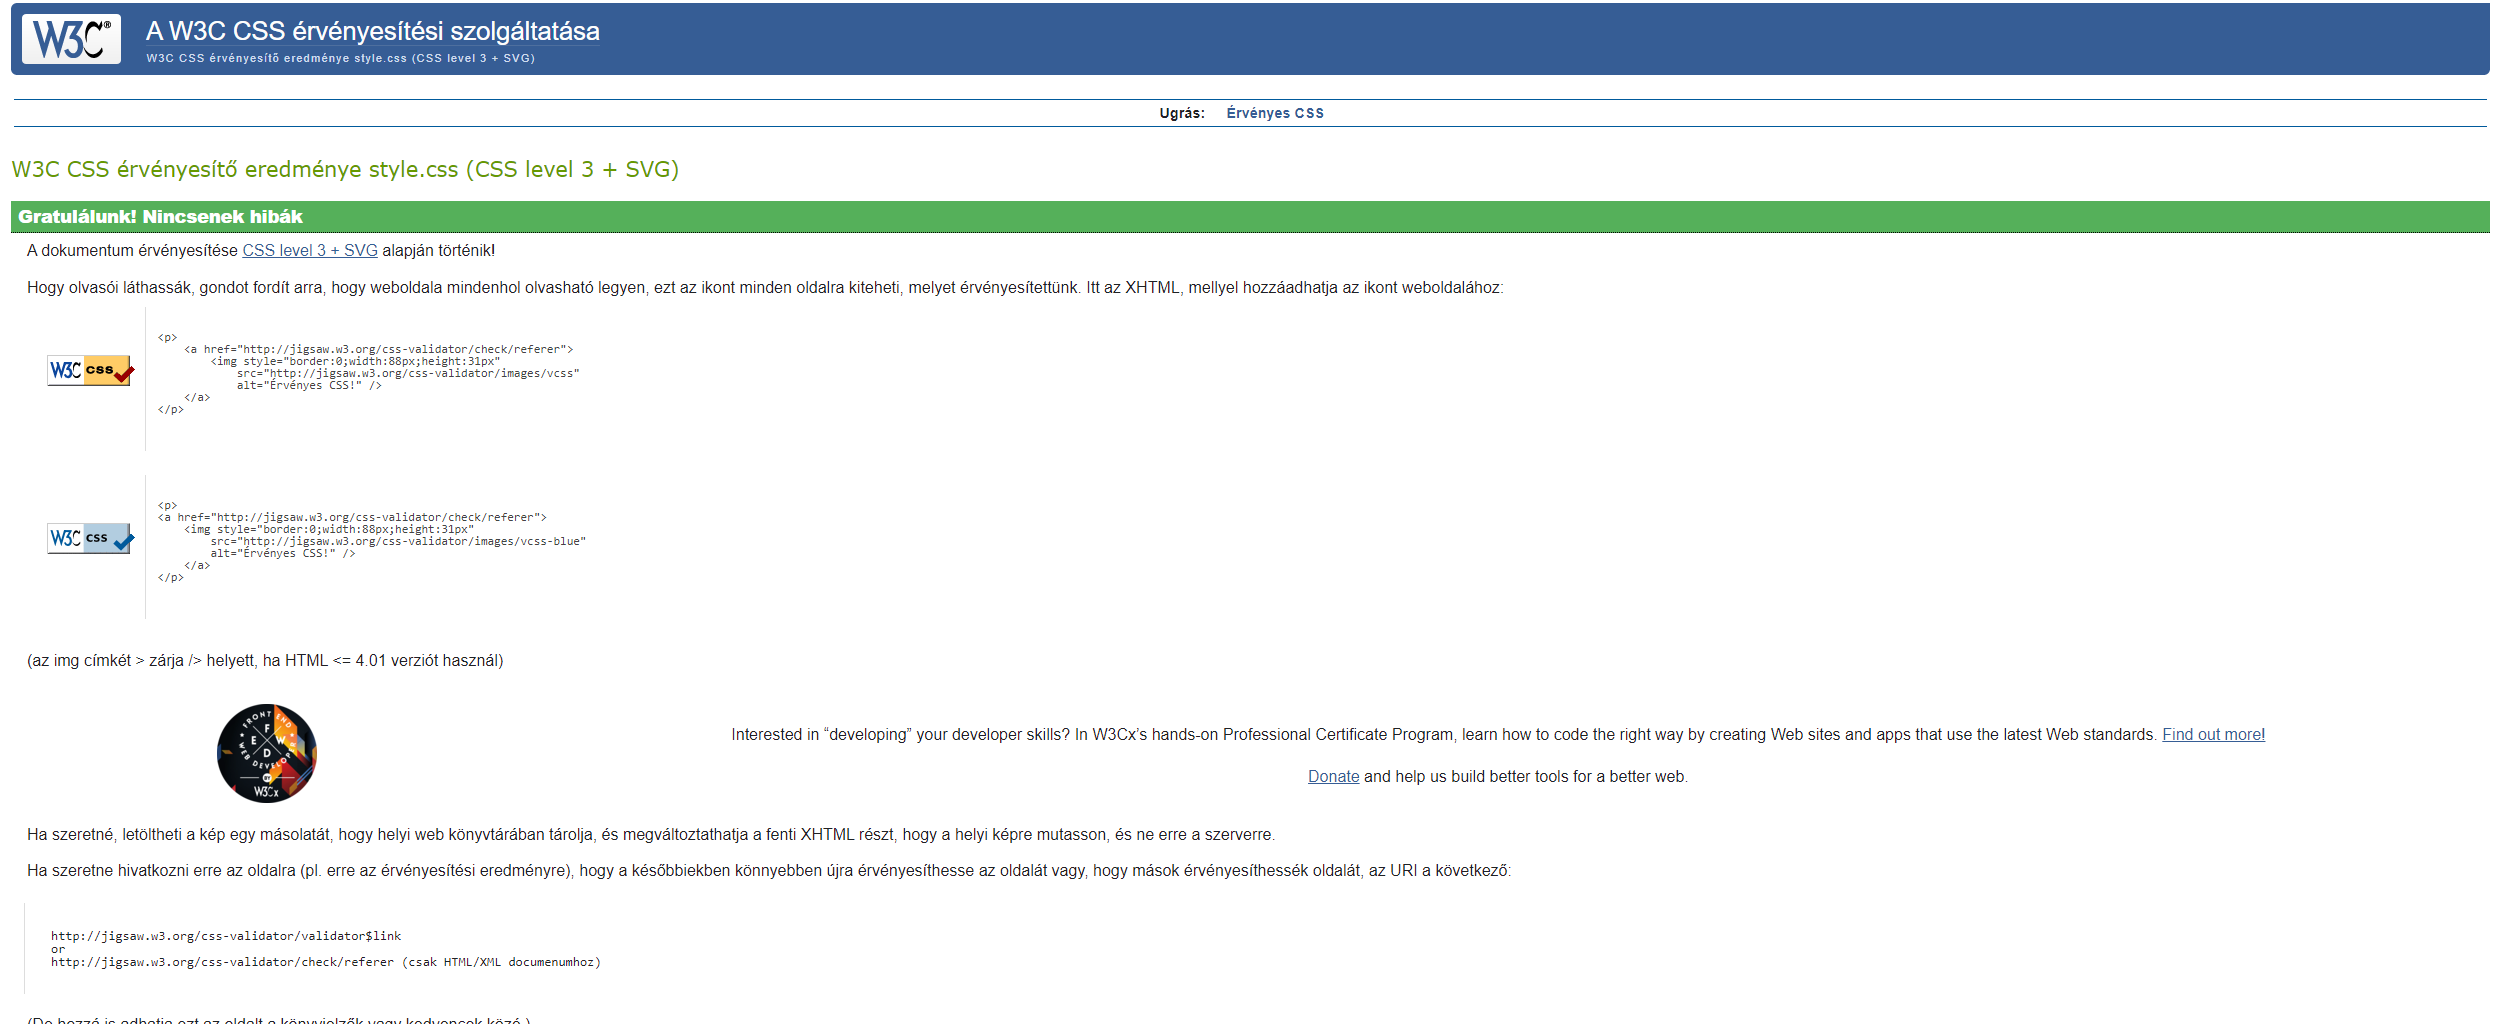 W3C®
A W3C CSS érvényesítési szolgáltatása
W3C CSS érvényesítő eredménye style.css (CSS level 3 + SVG)
Ugrás: Érvényes CSS
W3C CSS érvényesítő eredménye style.css (CSS level 3 + SVG)
Gratulálunk! Nincsenek hibák
A dokumentum érvényesítése CSS level 3 + SVG alapján történik!
Hogy olvasói láthassák, gondot fordít arra, hogy weboldala mindenhol olvasható legyen, ezt az ikont minden oldalra kiteheti, melyet érvényesítettünk. Itt az XHTML, mellyel hozzáadhatja az ikont weboldalához:
W3C css
<p>
<a href="http://jigsaw.w3.org/css-validator/check/referer">
<img style="border:0;width:88px;height:31px"
src="http://jigsaw.w3.org/css-validator/images/vcss"
alt="Érvényes CSS!" />
</a>
</p>
W3C css
<p>
<a href="http://jigsaw.w3.org/css-validator/check/referer">
<img style="border:0;width:88px;height:31px"
src="http://jigsaw.w3.org/css-validator/images/vcss-blue"
alt="Érvényes CSS!" />
</a>
</p>
(az img címkét > zárja /> helyett, ha HTML <= 4.01 verziót használ)
FRONT END
F
E W
D
WEB DEVELOPER
BY
W3Cx
Interested in “developing” your developer skills? In W3Cx’s hands-on Professional Certificate Program, learn how to code the right way by creating Web sites and apps that use the latest Web standards. Find out more!
Donate and help us build better tools for a better web.
Ha szeretné, letöltheti a kép egy másolatát, hogy helyi web könyvtárában tárolja, és megváltoztathatja a fenti XHTML részt, hogy a helyi képre mutasson, és ne erre a szerverre.
Ha szeretne hivatkozni erre az oldalra (pl. erre az érvényesítési eredményre), hogy a későbbiekben könnyebben újra érvényesíthesse az oldalát vagy, hogy mások érvényesíthessék oldalát, az URI a következő:
http://jigsaw.w3.org/css-validator/validator$link
or
http://jigsaw.w3.org/css-validator/check/referer (csak HTML/XML documenumhoz)
(De hozzá is adhatja ezt az oldalt a könyvjelzők vagy kedvencek közé.)